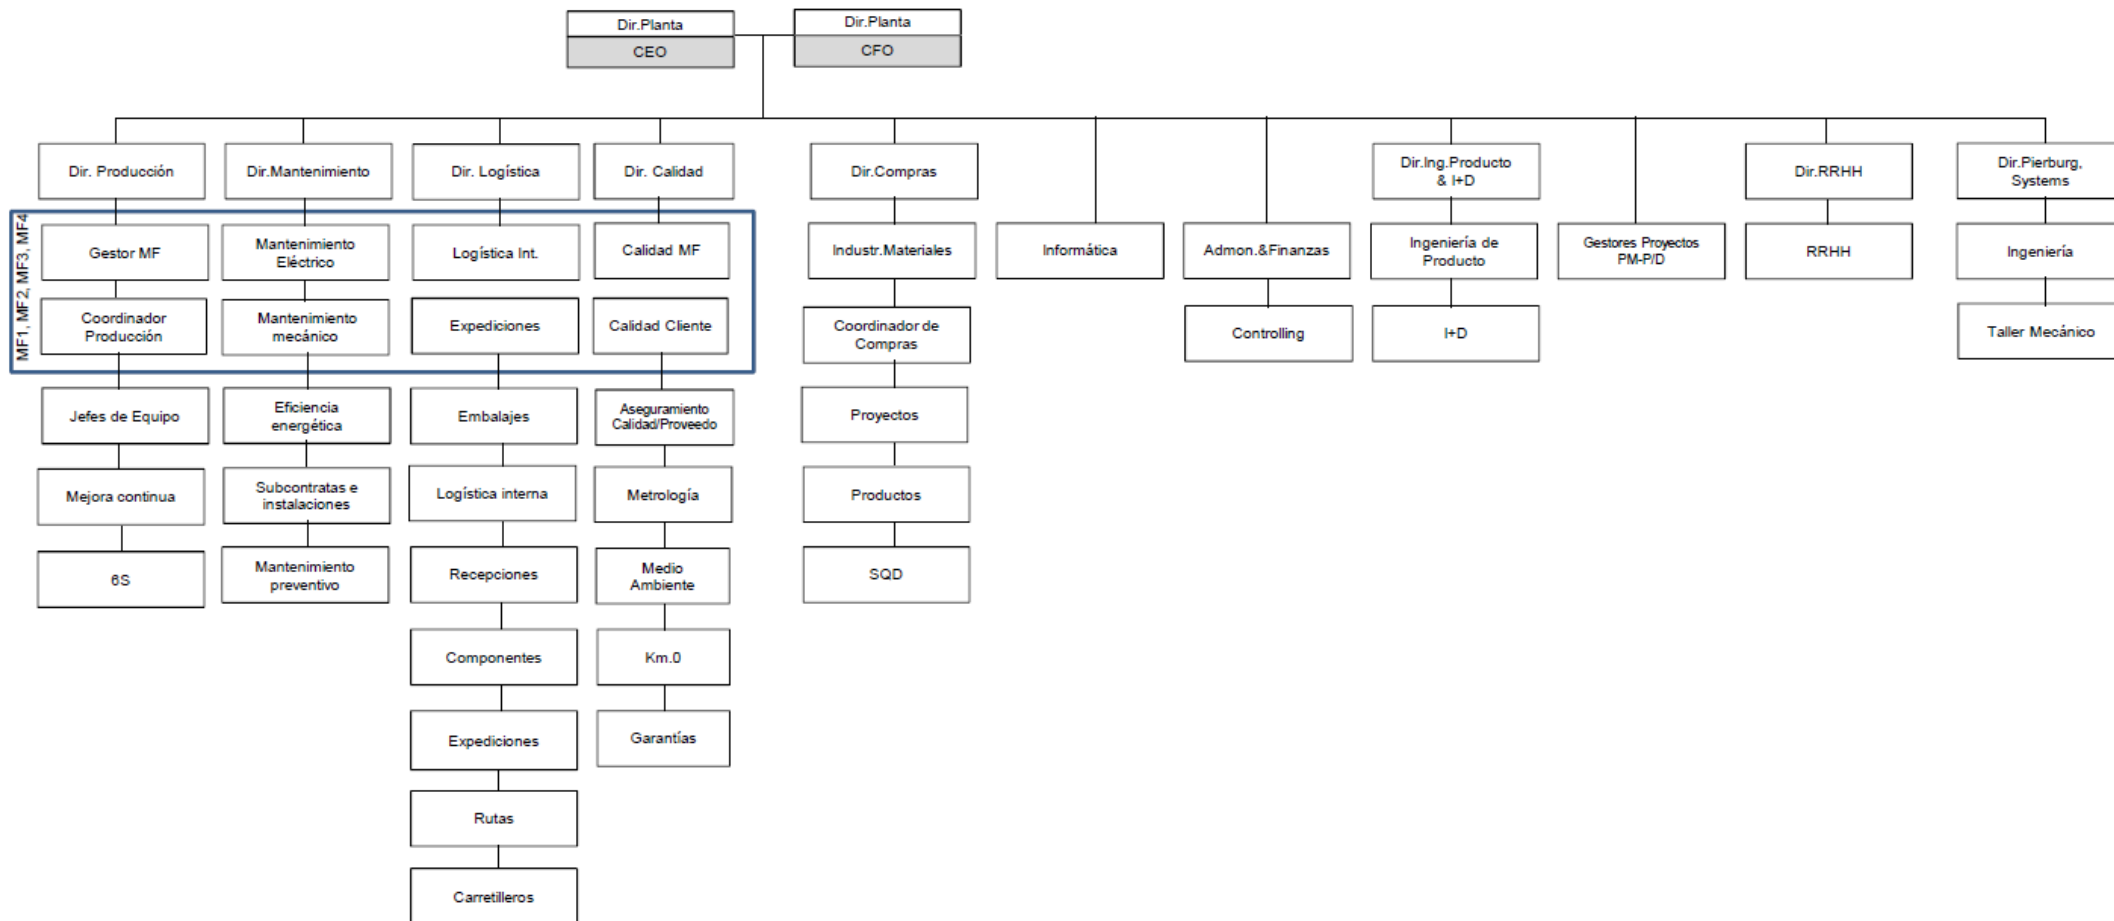 Dir.Planta
CEO
Dir.Planta
CFO
Dir. Producción
Dir.Mantenimiento
Dir. Logística
Dir. Calidad
Dir.Compras
Dir.Ing.Producto
& I+D
Dir.RRHH
Dir.Pierburg,
Systems
MF1, MF2, MF3, MF4
Gestor MF
Mantenimiento
Eléctrico
Logística Int.
Calidad MF
Industr.Materiales
Informática
Admon.&Finanzas
Ingeniería de
Producto
Gestores Proyectos
PM-P/D
RRHH
Ingeniería
Coordinador
Producción
Mantenimiento
mecánico
Expediciones
Calidad Cliente
Coordinador de
Compras
Controlling
I+D
Taller Mecánico
Jefes de Equipo
Eficiencia
energética
Embalajes
Aseguramiento
Calidad/Proveedo
Proyectos
Mejora continua
Subcontratas e
instalaciones
Logística interna
Metrología
Productos
6S
Mantenimiento
preventivo
Recepciones
Medio
Ambiente
SQD
Componentes
Km.0
Expediciones
Garantías
Rutas
Carretilleros